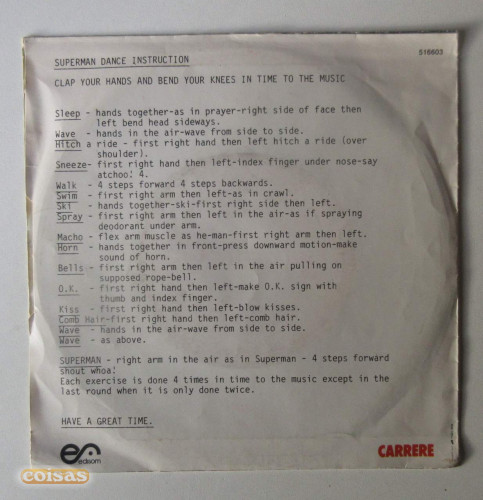 516603
SUPERMAN DANCE INSTRUCTION
CLAP YOUR HANDS AND BEND YOUR KNEES IN TIME TO THE MUSIC
Sleep - hands together-as in prayer-right side of face then
left bend head sideways.
Wave - hands in the air-wave from side to side.
Hitch a ride - first right hand then left hitch a ride (over
shoulder).
Sneeze- first right hand then left-index finger under nose-say
atchoo! 4.
Walk - 4 steps forward 4 steps backwards.
Swim - first right arm then left-as in crawl.
Ski - hands together-ski-first right side then left.
Spray - first right arm then left in the air-as if spraying
deodorant under arm.
Macho - flex arm muscle as he-man-first right arm then left.
Horn - hands together in front-press downward motion-make
sound of horn.
Bells - first right arm then left in the air pulling on
supposed rope-bell.
O.K. - first right hand then left-make O.K. sign with
thumb and index finger.
Kiss - first right hand then left-blow kisses.
Comb Hair-first right hand then left-comb hair.
Wave - hands in the air-wave from side to side.
Wave - as above.
SUPERMAN - right arm in the air as in Superman - 4 steps forward
shout whoa!
Each exercise is done 4 times in time to the music except in the
last round when it is only done twice.
HAVE A GREAT TIME.
edisom
CARRERE
coisas